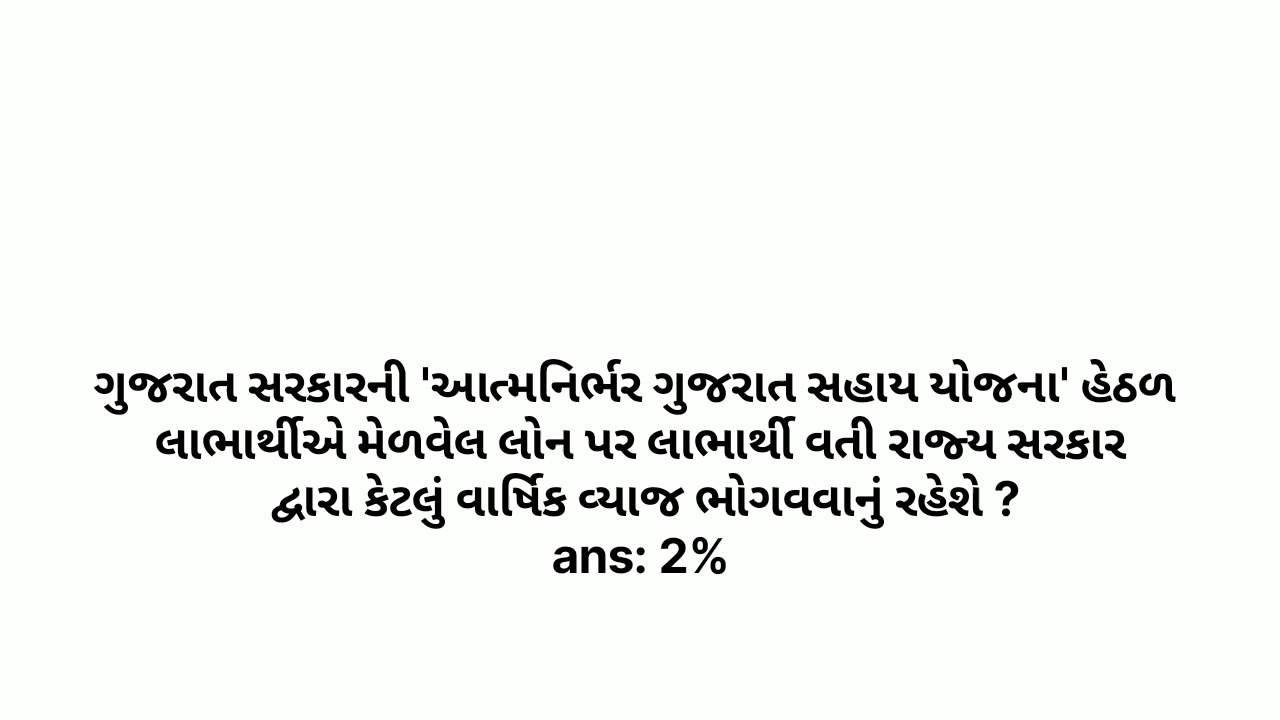 ગુજરાત સરકારની 'આત્મનિર્ભર ગુજરાત સહાય યોજના' હેઠળ
લાભાર્થીએ મેળવેલ લોન પર લાભાર્થી વતી રાજ્ય સરકાર
દ્વારા કેટલું વાર્ષિક વ્યાજ ભોગવવાનું રહેશે ?
ans: 2%